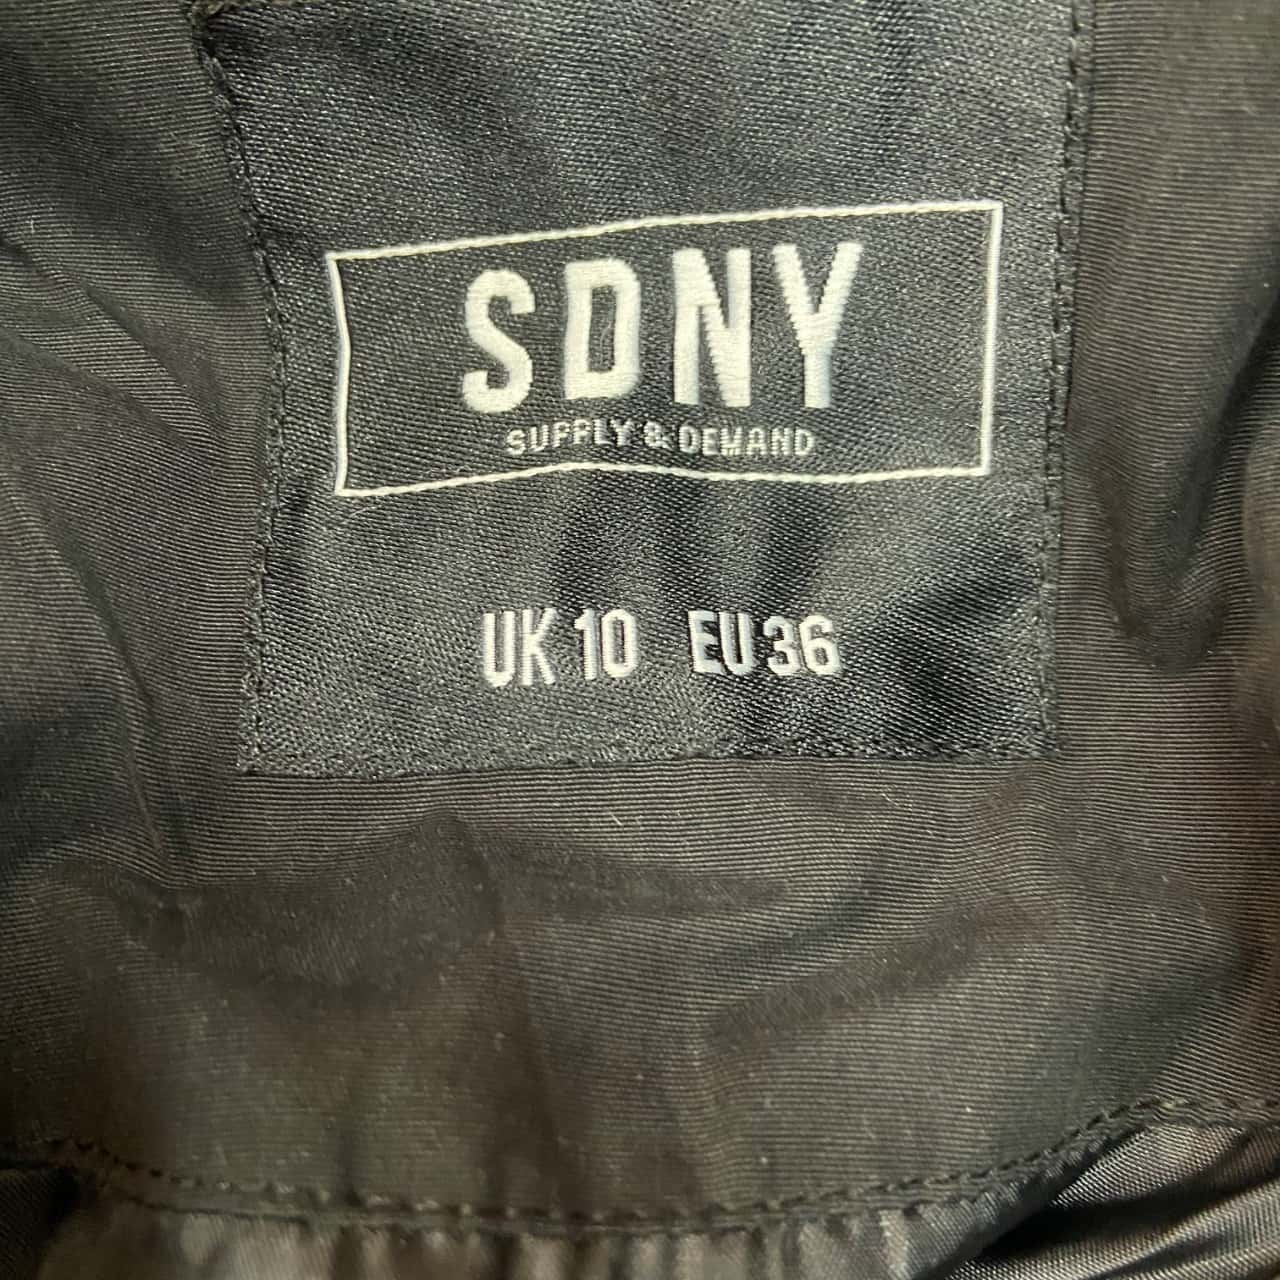 SDNY
SUPPLY & DEMAND
UK 10 EU 36